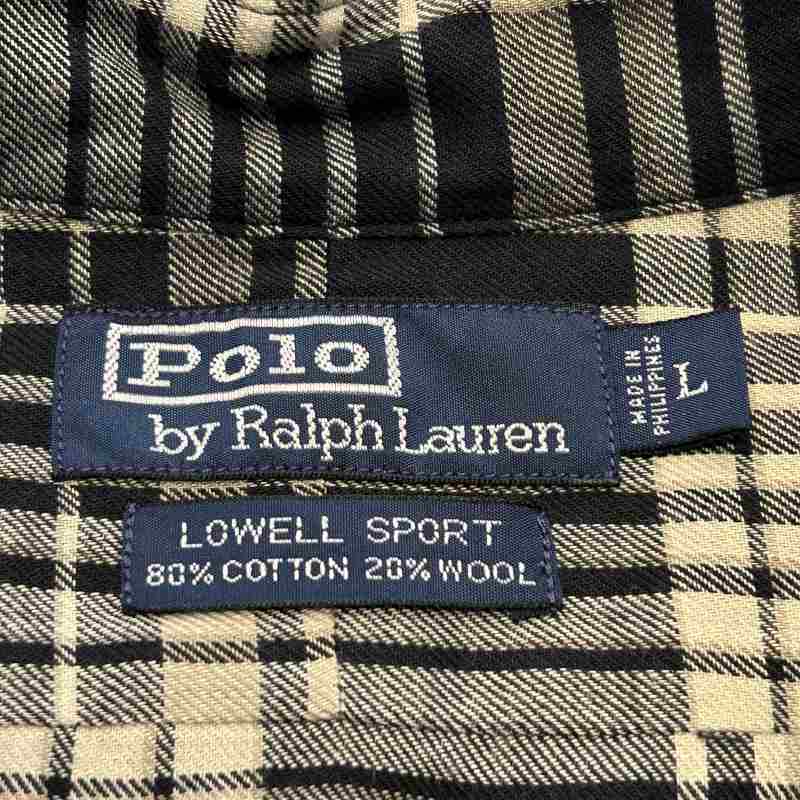 Polo
by Ralph Lauren
MADE IN
PHILIPPINES
L
LOWELL SPORT
80% COTTON 20% WOOL